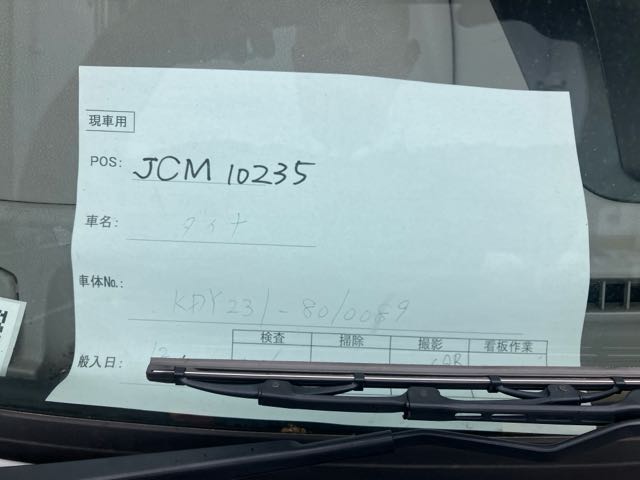 現車用
POS: JCM 10235
車名: ダイナ
車体No.:
KDY231-8010089
検査 掃除 撮影 看板作業
搬入日: